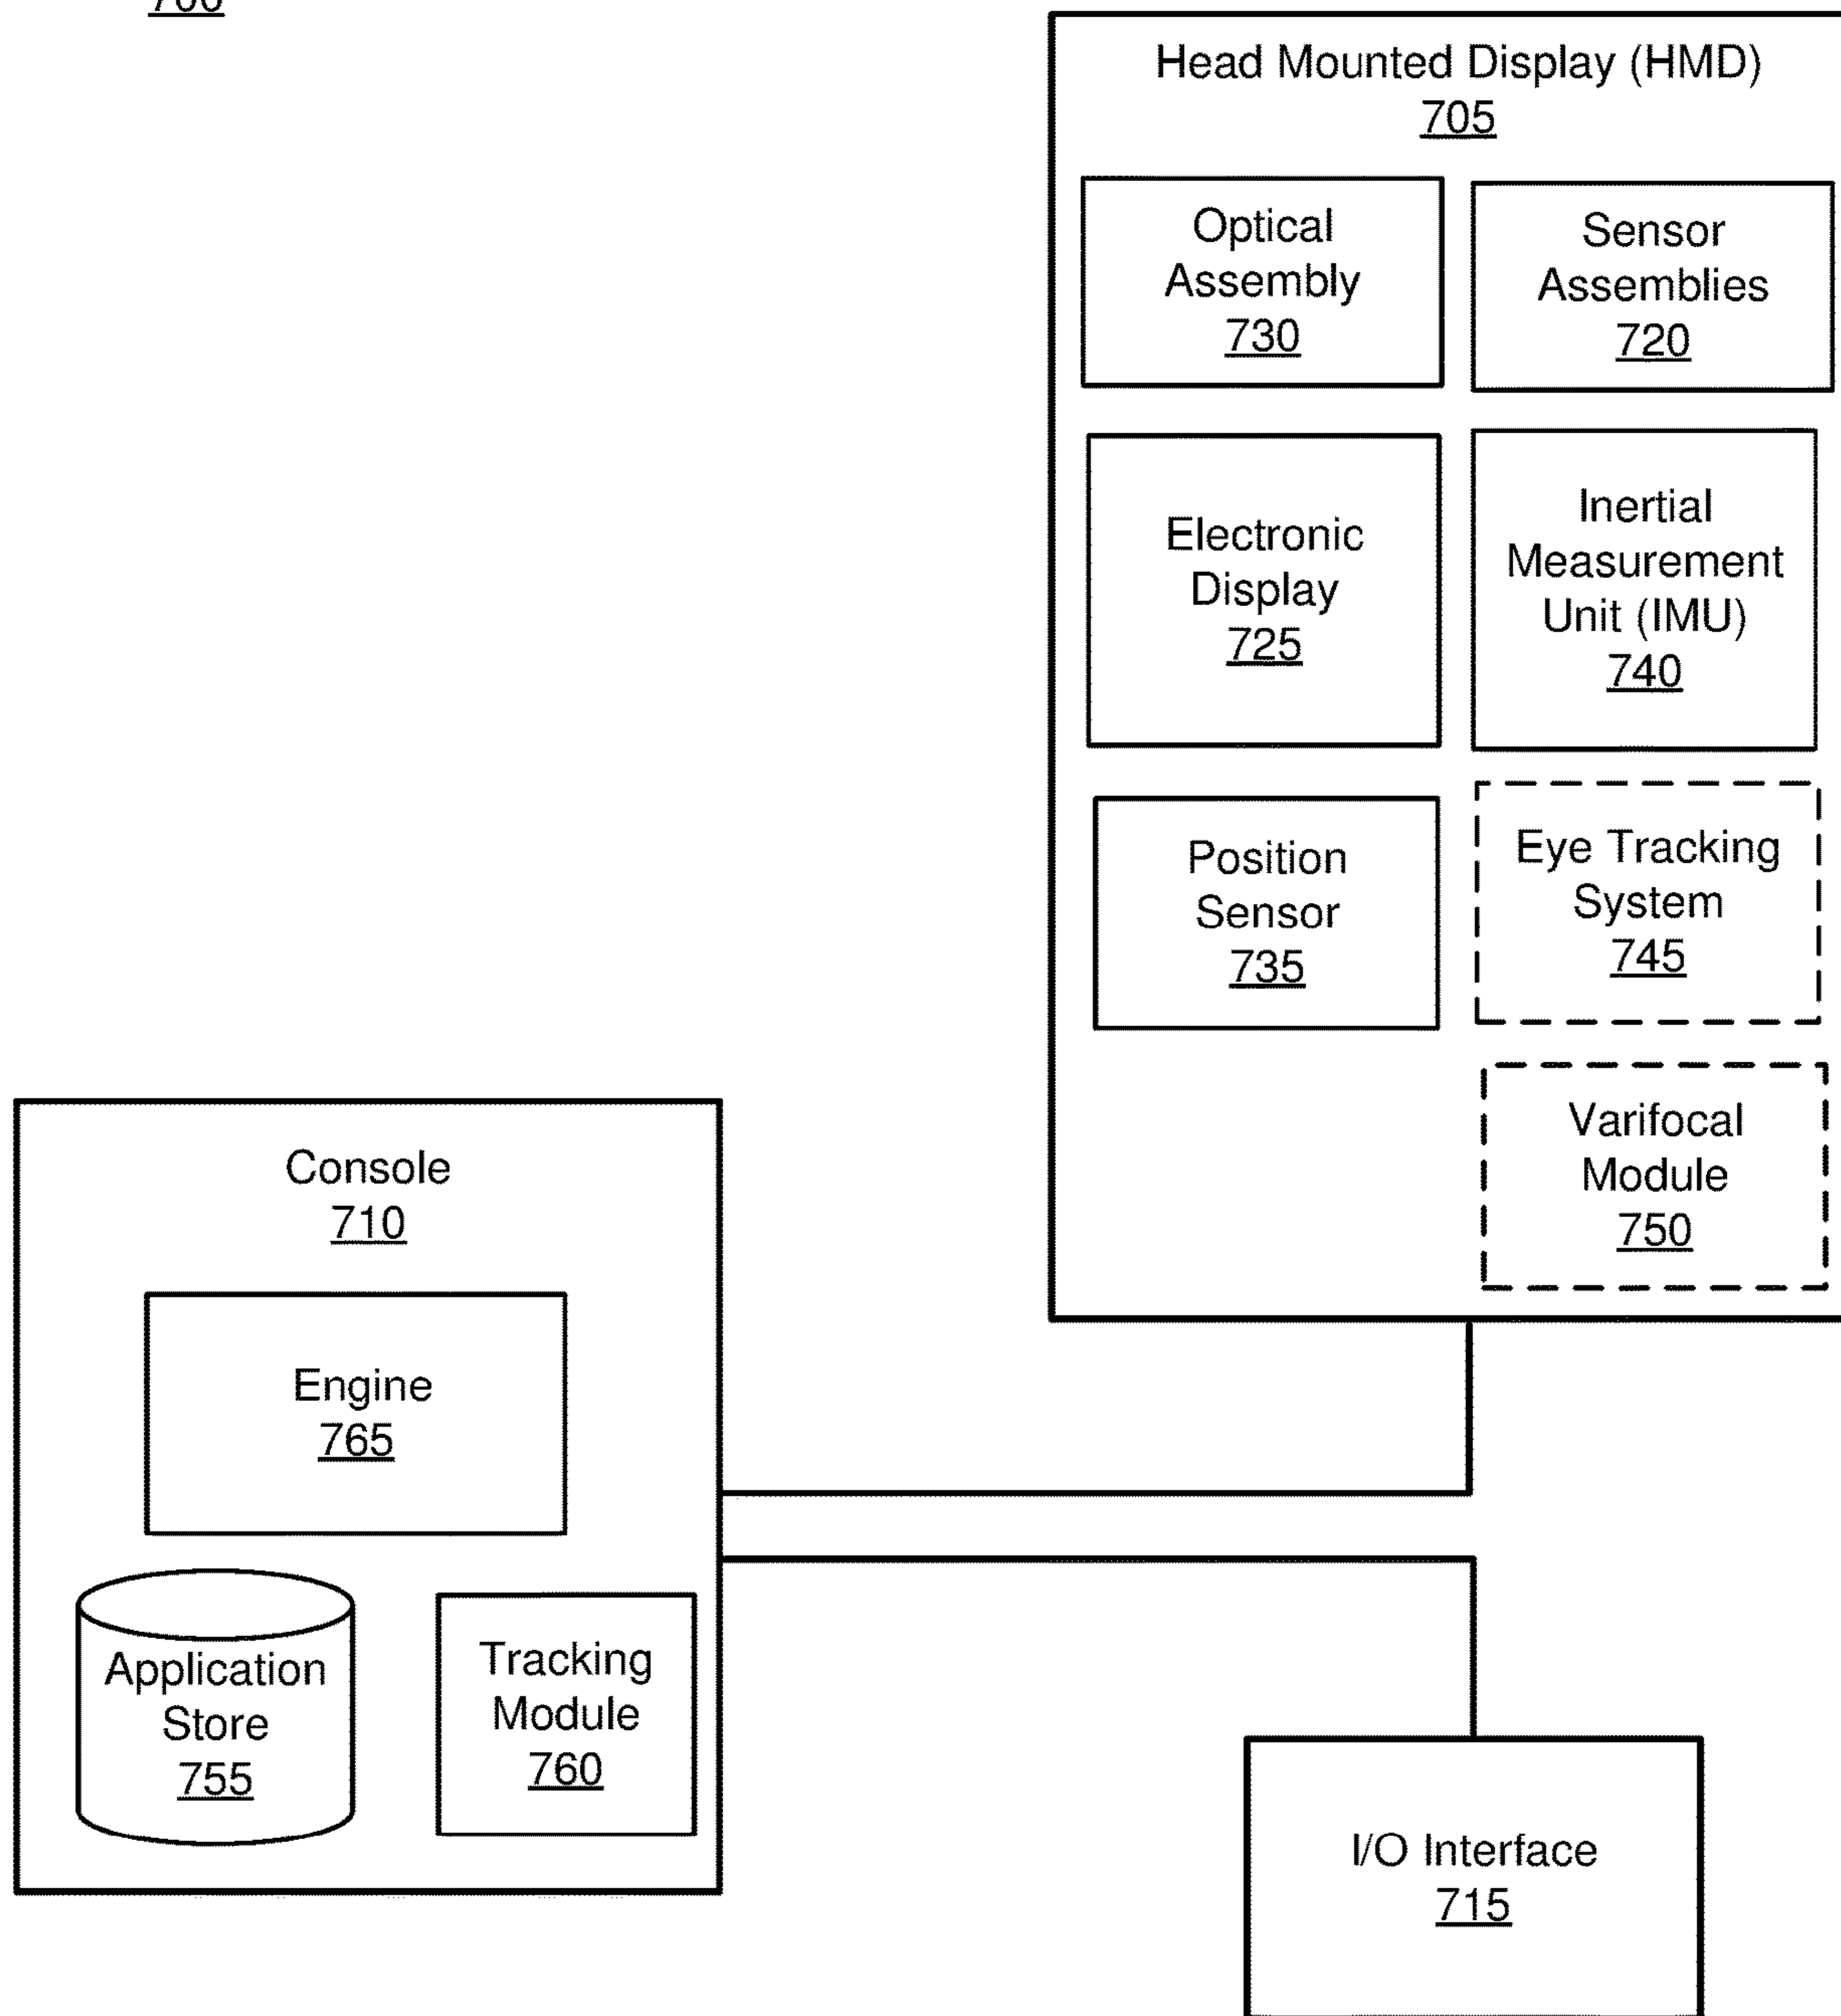 700
Head Mounted Display (HMD)
705
Optical
Assembly
730
Sensor
Assemblies
720
Electronic
Display
725
Inertial
Measurement
Unit (IMU)
740
Position
Sensor
735
Eye Tracking
System
745
Varifocal
Module
750
Console
710
Engine
765
Application
Store
755
Tracking
Module
760
I/O Interface
715